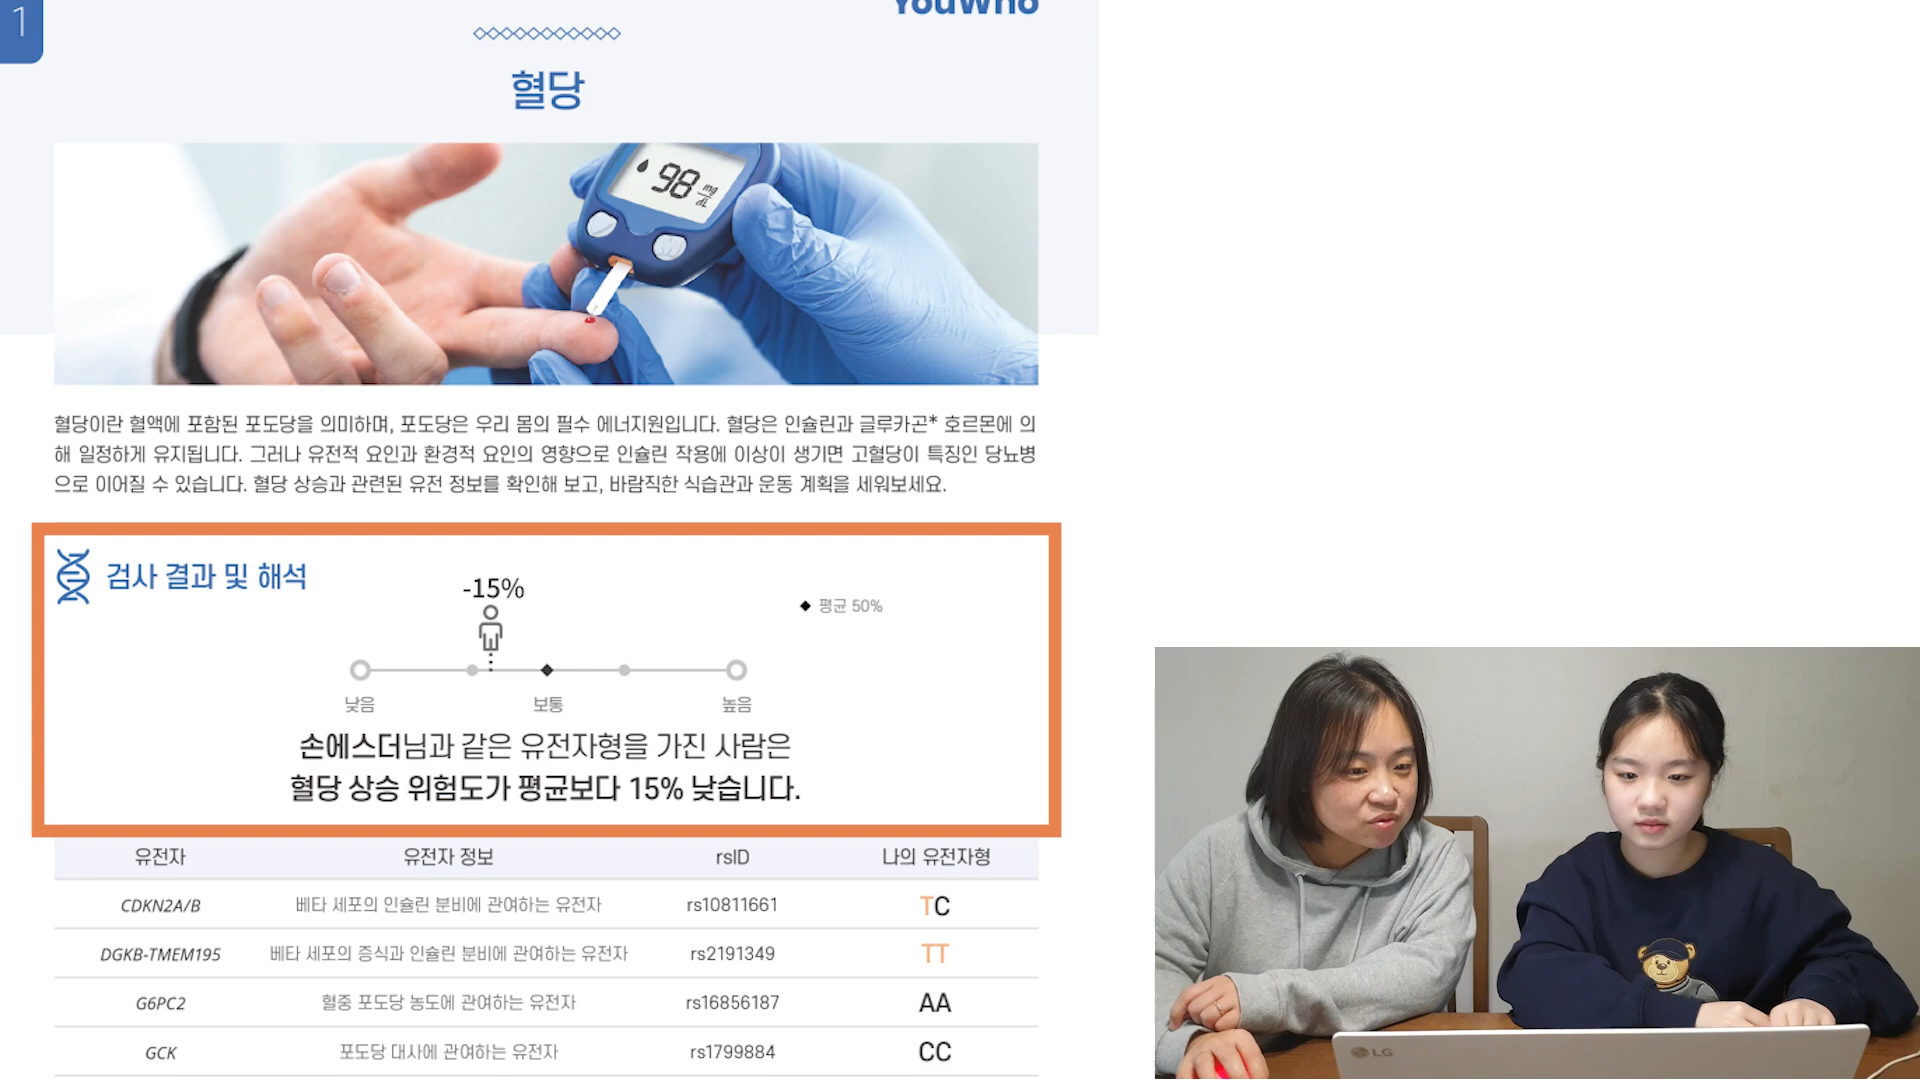 1
YouWho
혈당
98 mg/dL
혈당이란 혈액에 포함된 포도당을 의미하며, 포도당은 우리 몸의 필수 에너지원입니다. 혈당은 인슐린과 글루카곤* 호르몬에 의
해 일정하게 유지됩니다. 그러나 유전적 요인과 환경적 요인의 영향으로 인슐린 작용에 이상이 생기면 고혈당이 특징인 당뇨병
으로 이어질 수 있습니다. 혈당 상승과 관련된 유전 정보를 확인해 보고, 바람직한 식습관과 운동 계획을 세워보세요.
검사 결과 및 해석
-15%
◆ 평균 50%
낮음 보통 높음
손에스더님과 같은 유전자형을 가진 사람은
혈당 상승 위험도가 평균보다 15% 낮습니다.
유전자 유전자 정보 rsID 나의 유전자형
CDKN2A/B 베타 세포의 인슐린 분비에 관여하는 유전자 rs10811661 TC
DGKB-TMEM195 베타 세포의 증식과 인슐린 분비에 관여하는 유전자 rs2191349 TT
G6PC2 혈중 포도당 농도에 관여하는 유전자 rs16856187 AA
GCK 포도당 대사에 관여하는 유전자 rs1799884 CC
LG